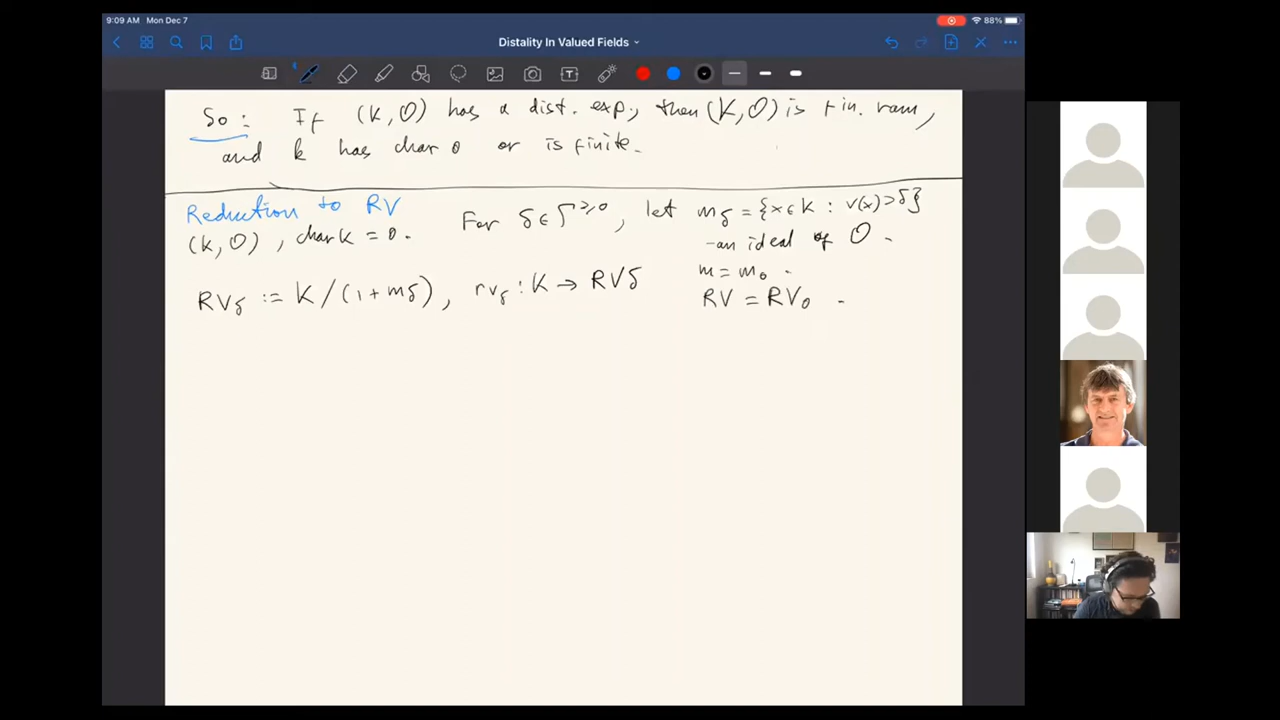 9:09 AM Mon Dec 7
88%
Distality In Valued Fields
So: If (K, O) has a dist. exp., then (K, O) is fin. ram,
and k has char 0 or is finite.
Reduction to RV
(K, O), char K = 0.
For δ ∈ Γ^{≥0}, let m_δ = {x ∈ K : v(x) > δ}
- an ideal of O.
m = m_0.
RV_δ := K / (1 + m_δ), rv_δ : K → RV_δ
RV = RV_0.